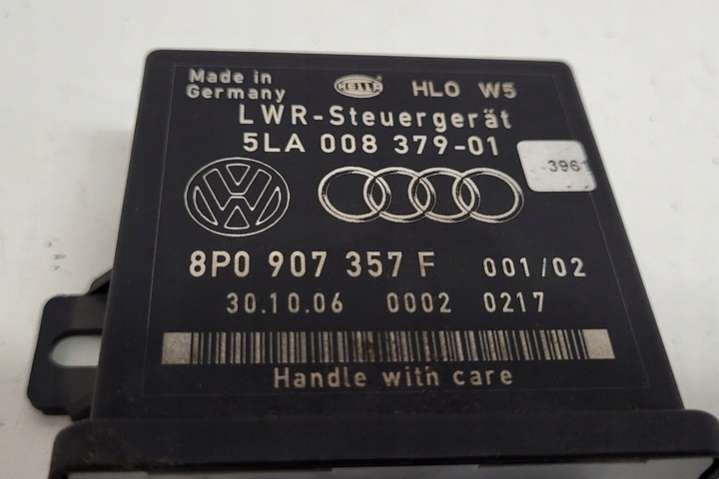 Made in
Germany
HELLA
HLO W5
LWR-Steuergerät
5LA 008 379-01
-3961
VW
8P0 907 357 F 001/02
30.10.06 0002 0217
Handle with care